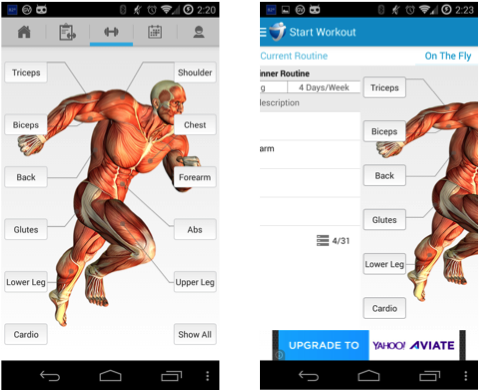 2:20
Triceps
Shoulder
Biceps
Chest
Back
Forearm
Glutes
Abs
Lower Leg
Upper Leg
Cardio
Show All
2:23
Start Workout
Current Routine
On The Fly
inner Routine
g
4 Days/Week
description
Triceps
Biceps
arm
Back
Glutes
4/31
Lower Leg
Cardio
UPGRADE TO YAHOO! AVIATE